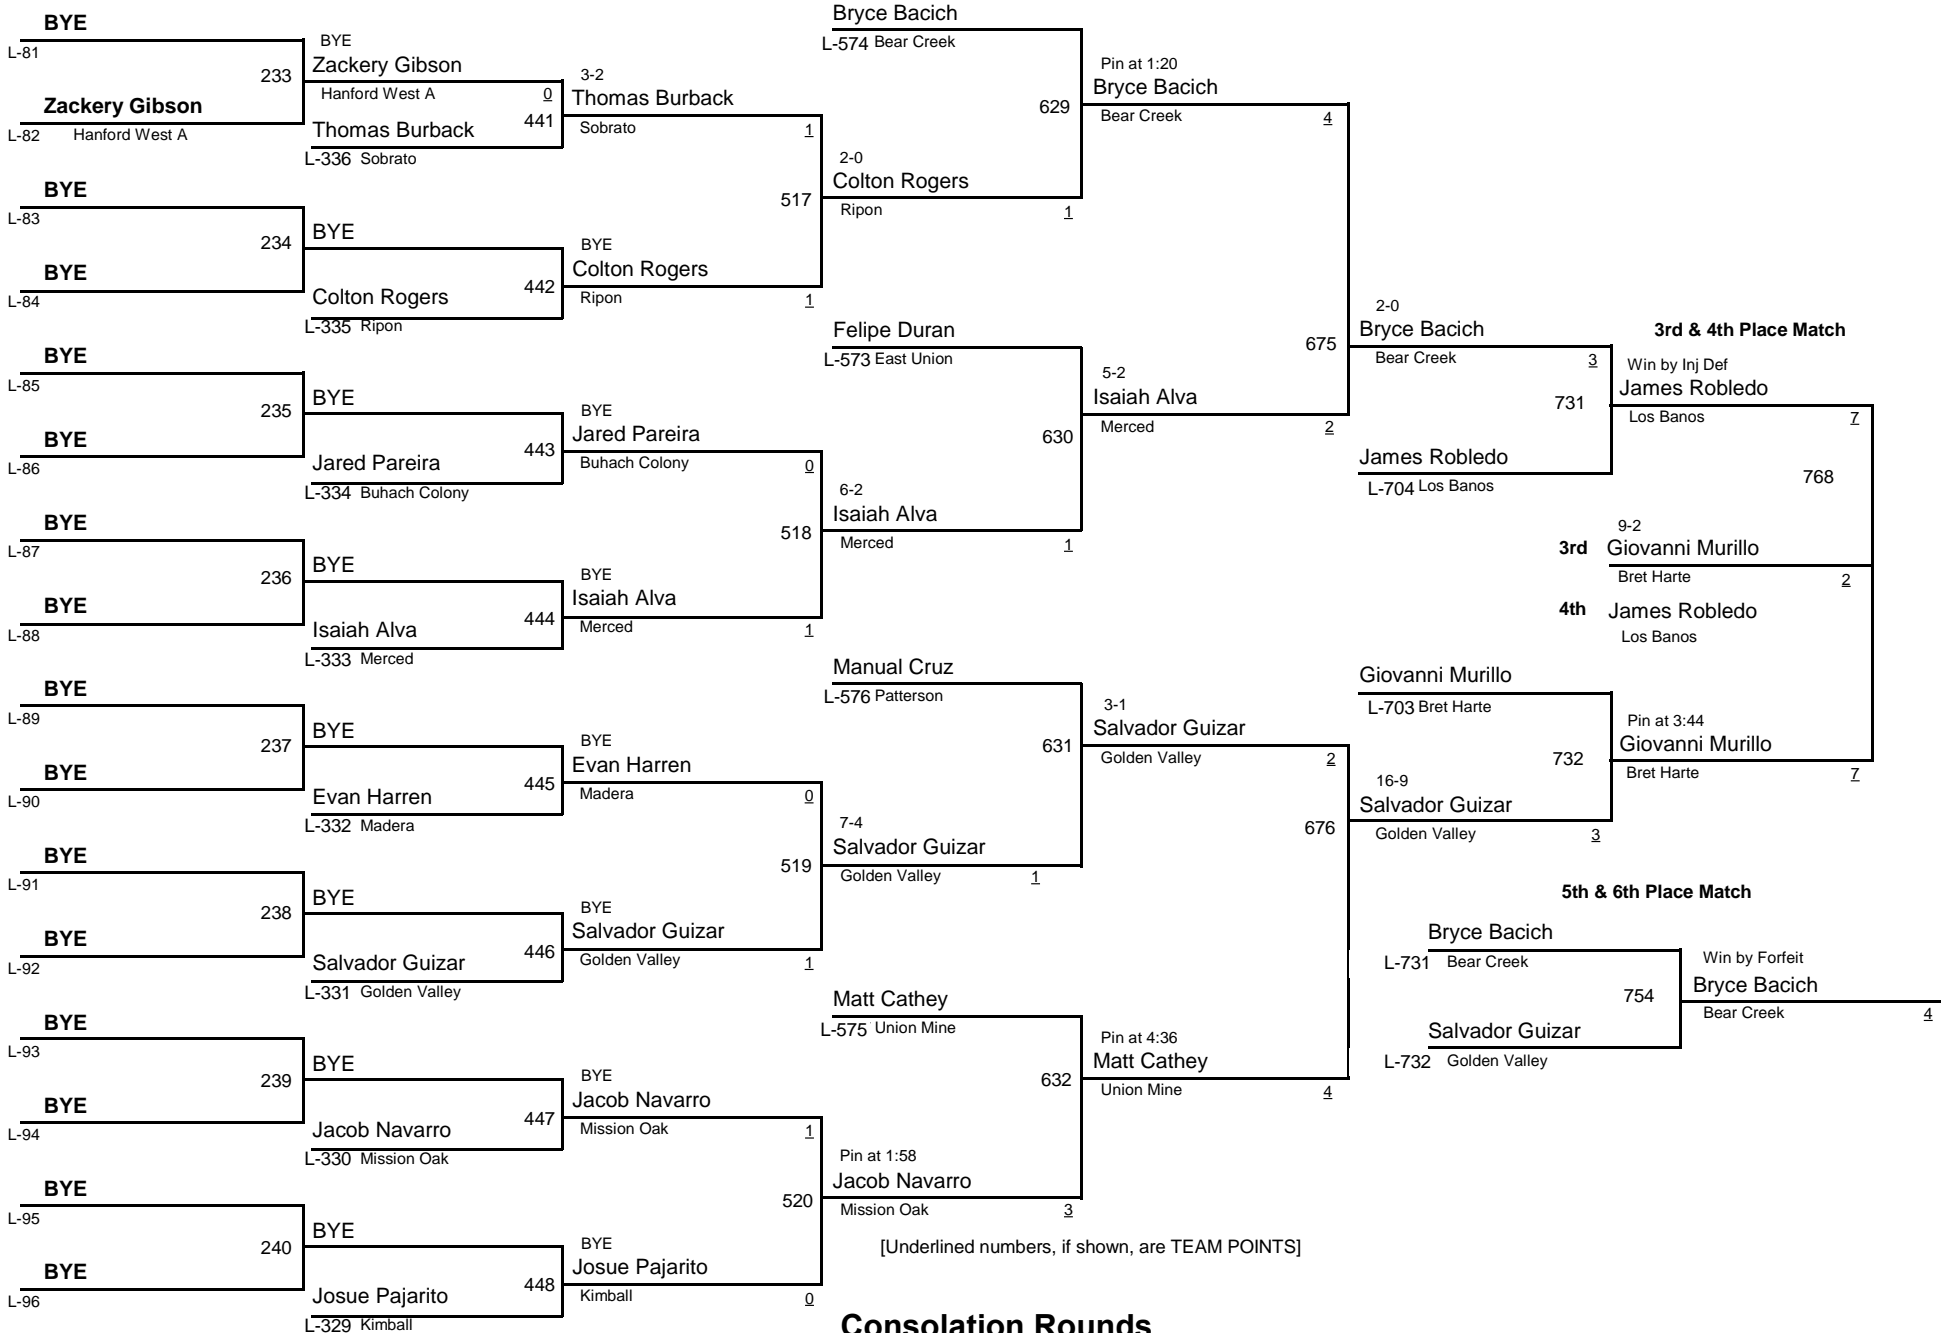 BYE
L-81
233
Zackery Gibson
L-82 Hanford West A
BYE
L-83
234
BYE
L-84
BYE
L-85
235
BYE
L-86
BYE
L-87
236
BYE
L-88
BYE
L-89
237
BYE
L-90
BYE
L-91
238
BYE
L-92
BYE
L-93
239
BYE
L-94
BYE
L-95
240
BYE
L-96
BYE
Zackery Gibson
Hanford West A 0
441
Thomas Burback
L-336 Sobrato
BYE
442
Colton Rogers
L-335 Ripon
BYE
443
Jared Pareira
L-334 Buhach Colony
BYE
444
Isaiah Alva
L-333 Merced
BYE
445
Evan Harren
L-332 Madera
BYE
446
Salvador Guizar
L-331 Golden Valley
BYE
447
Jacob Navarro
L-330 Mission Oak
BYE
448
Josue Pajarito
L-329 Kimball
3-2
Thomas Burback
Sobrato 1
517
BYE
Colton Rogers
Ripon 1
BYE
Jared Pareira
Buhach Colony 0
518
BYE
Isaiah Alva
Merced 1
BYE
Evan Harren
Madera 0
519
BYE
Salvador Guizar
Golden Valley 1
BYE
Jacob Navarro
Mission Oak 1
520
BYE
Josue Pajarito
Kimball 0
Bryce Bacich
L-574 Bear Creek
629
2-0
Colton Rogers
Ripon 1
Felipe Duran
L-573 East Union
630
6-2
Isaiah Alva
Merced 1
Manual Cruz
L-576 Patterson
631
7-4
Salvador Guizar
Golden Valley 1
Matt Cathey
L-575 Union Mine
632
Pin at 1:58
Jacob Navarro
Mission Oak 3
[Underlined numbers, if shown, are TEAM POINTS]
Pin at 1:20
Bryce Bacich
Bear Creek 4
675
5-2
Isaiah Alva
Merced 2
3-1
Salvador Guizar
Golden Valley 2
676
Pin at 4:36
Matt Cathey
Union Mine 4
2-0
Bryce Bacich
Bear Creek 3
731
James Robledo
L-704 Los Banos
Giovanni Murillo
L-703 Bret Harte
732
16-9
Salvador Guizar
Golden Valley 3
3rd & 4th Place Match
Win by Inj Def
James Robledo
Los Banos 7
768
9-2
3rd Giovanni Murillo
Bret Harte 2
4th James Robledo
Los Banos
Pin at 3:44
Giovanni Murillo
Bret Harte 7
5th & 6th Place Match
Bryce Bacich
L-731 Bear Creek
754
Salvador Guizar
L-732 Golden Valley
Win by Forfeit
Bryce Bacich
Bear Creek 4
Consolation Rounds